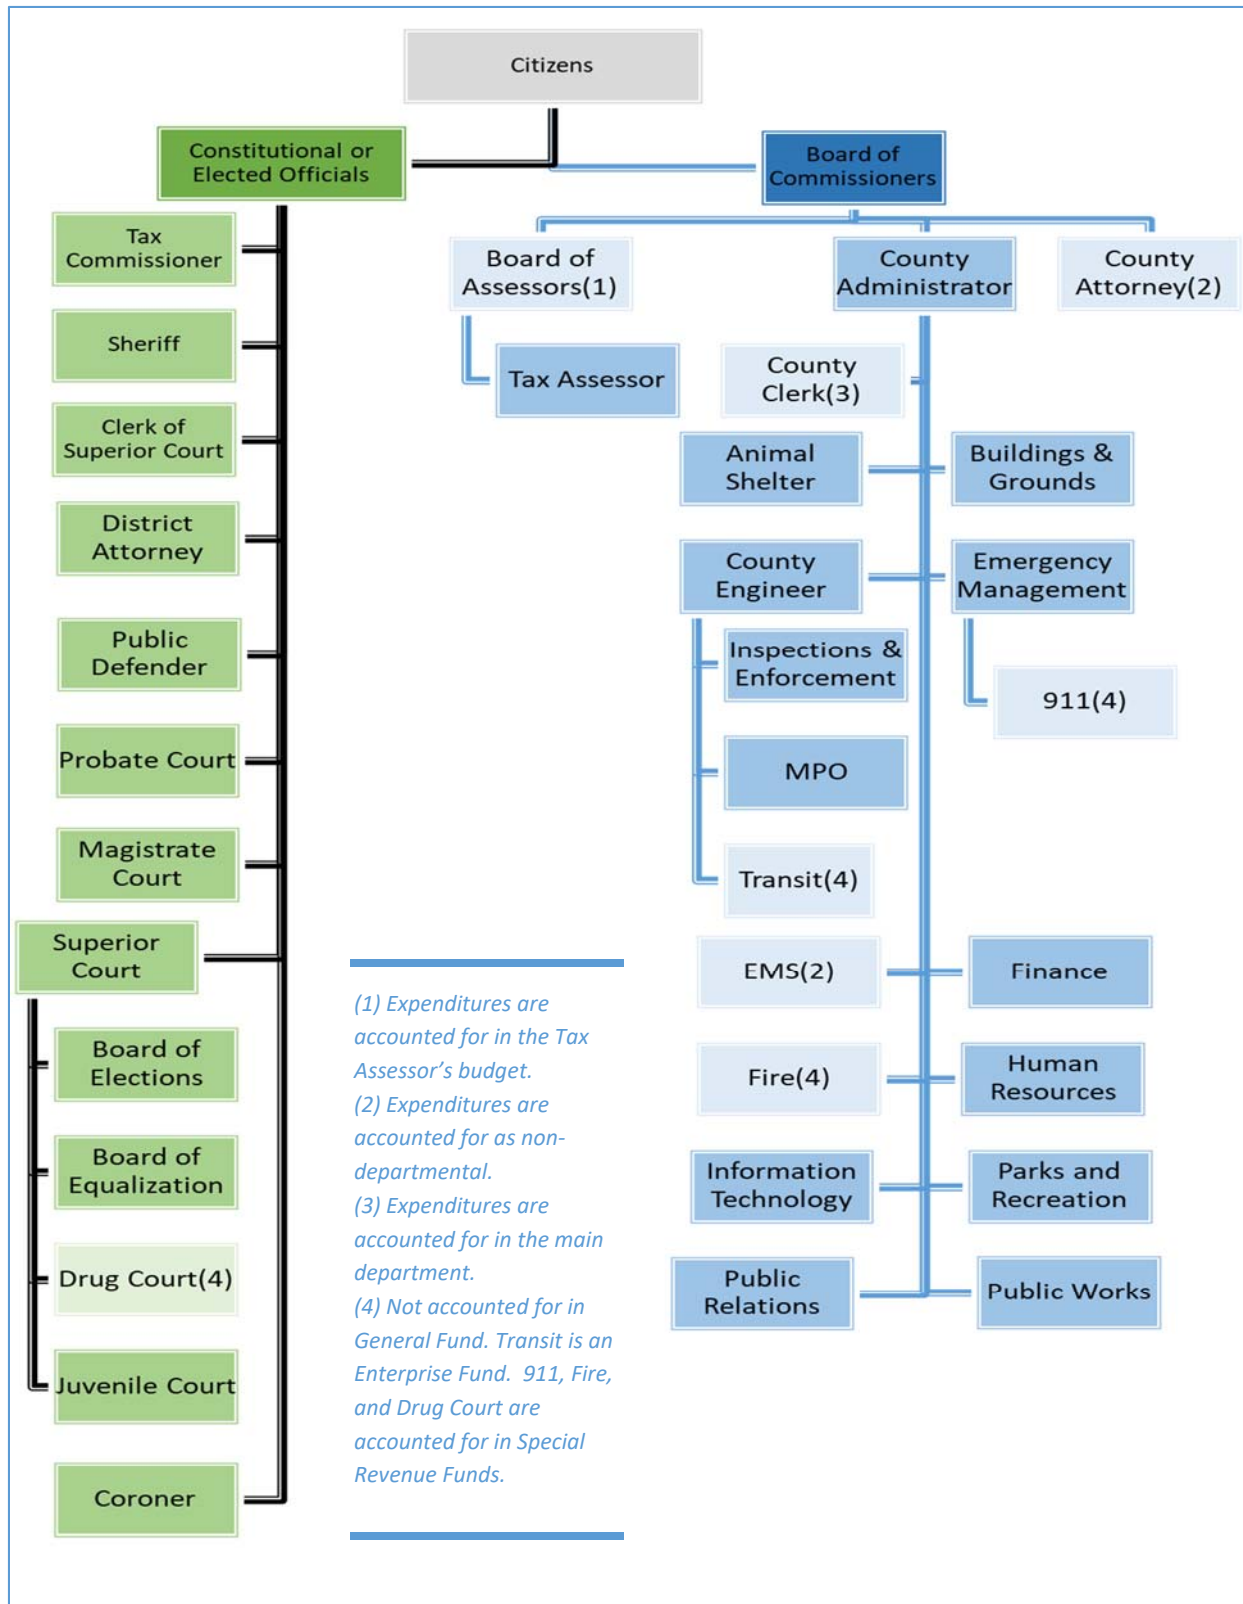 Citizens
Constitutional or
Elected Officials
Board of
Commissioners
Tax
Commissioner
Sheriff
Clerk of
Superior Court
District
Attorney
Public
Defender
Probate Court
Magistrate
Court
Superior
Court
Board of
Elections
Board of
Equalization
Drug Court(4)
Juvenile Court
Coroner
Board of
Assessors(1)
Tax Assessor
County
Administrator
County
Attorney(2)
County
Clerk(3)
Animal
Shelter
Buildings &
Grounds
County
Engineer
Emergency
Management
Inspections &
Enforcement
911(4)
MPO
Transit(4)
EMS(2)
Finance
Fire(4)
Human
Resources
Information
Technology
Parks and
Recreation
Public
Relations
Public Works
(1) Expenditures are
accounted for in the Tax
Assessor’s budget.
(2) Expenditures are
accounted for as non-
departmental.
(3) Expenditures are
accounted for in the main
department.
(4) Not accounted for in
General Fund. Transit is an
Enterprise Fund.  911, Fire,
and Drug Court are
accounted for in Special
Revenue Funds.